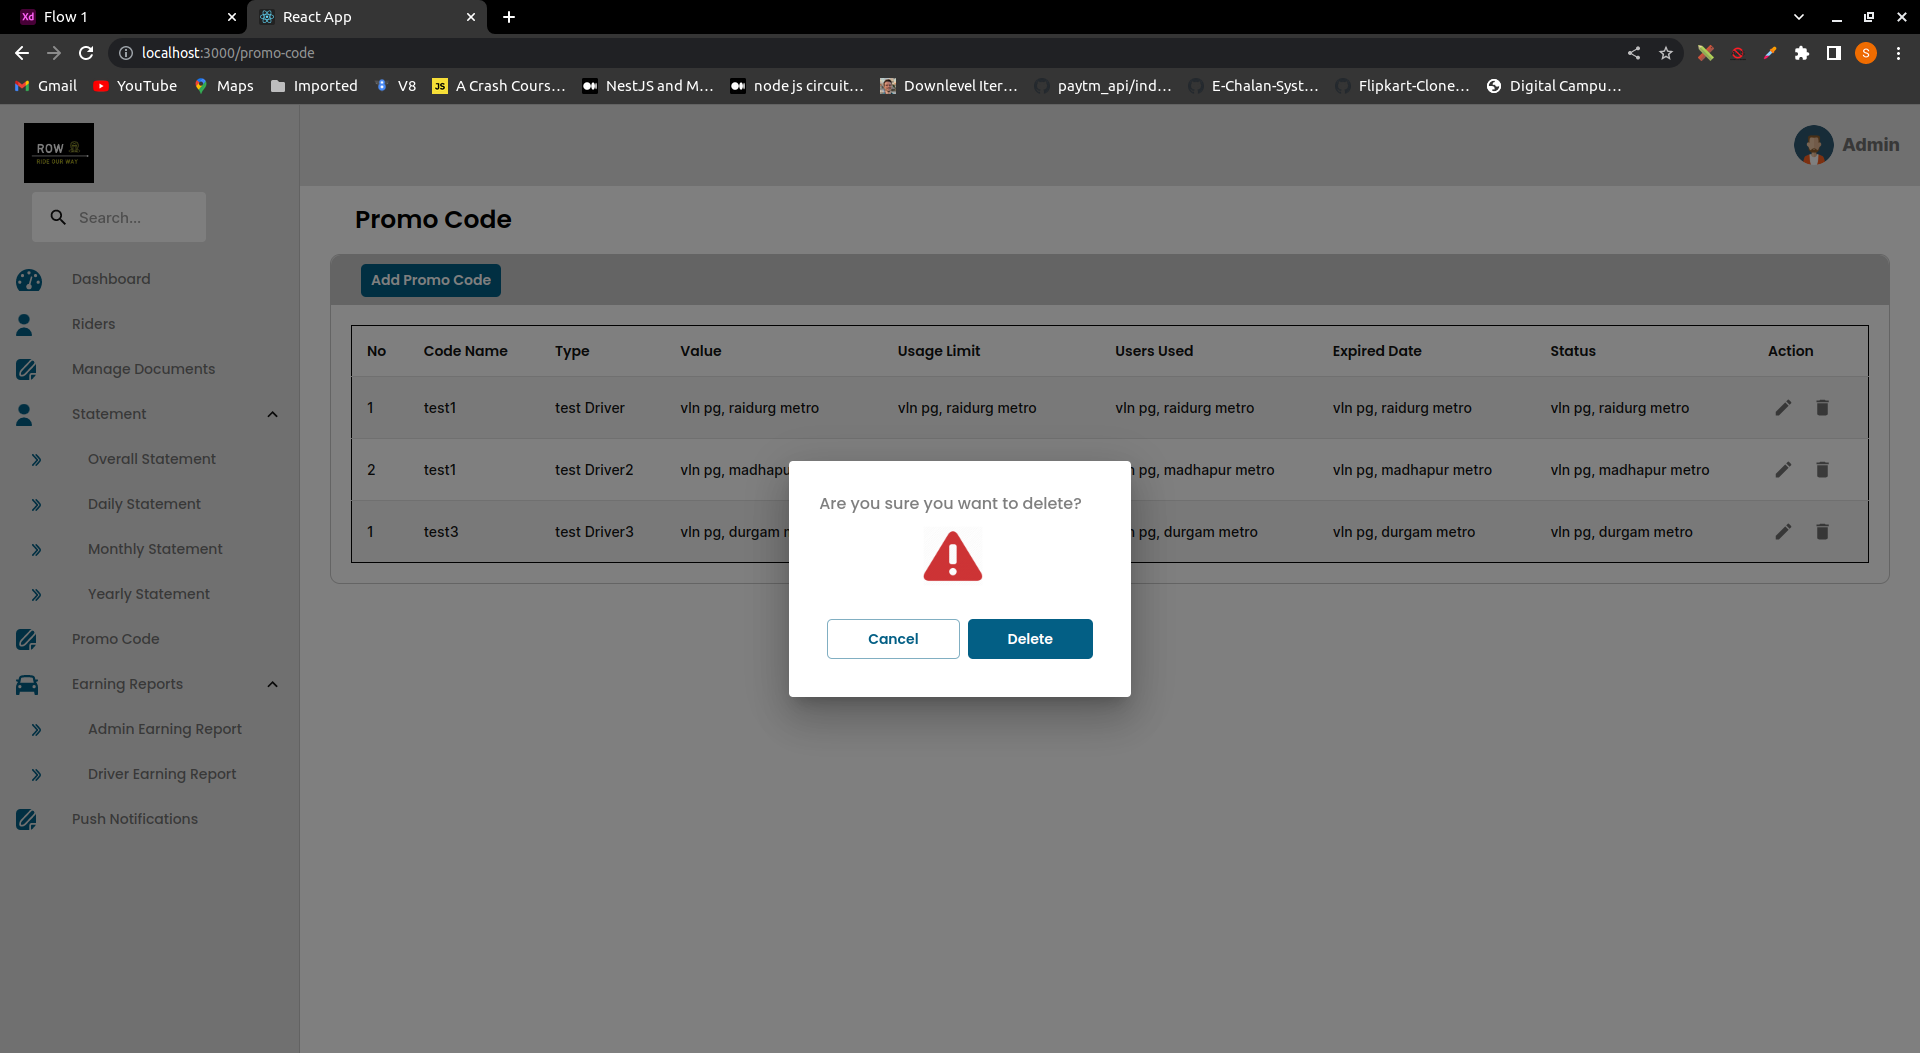 Xd Flow 1
React App
localhost:3000/promo-code
S
Gmail
YouTube
Maps
Imported
V8
JS A Crash Cours...
NestJS and M...
node js circuit...
Downlevel Iter...
paytm_api/ind...
E-Chalan-Syst...
Flipkart-Clone...
Digital Campu...
ROW
RIDE OUR WAY
Admin
Search...
Dashboard
Riders
Manage Documents
Statement
Overall Statement
Daily Statement
Monthly Statement
Yearly Statement
Promo Code
Earning Reports
Admin Earning Report
Driver Earning Report
Push Notifications
Promo Code
Add Promo Code
No Code Name Type Value Usage Limit Users Used Expired Date Status Action
1 test1 test Driver vln pg, raidurg metro vln pg, raidurg metro vln pg, raidurg metro vln pg, raidurg metro vln pg, raidurg metro
2 test1 test Driver2 vln pg, madhapu pg, madhapur metro vln pg, madhapur metro vln pg, madhapur metro
1 test3 test Driver3 vln pg, durgam pg, durgam metro vln pg, durgam metro vln pg, durgam metro
Are you sure you want to delete?
Cancel
Delete